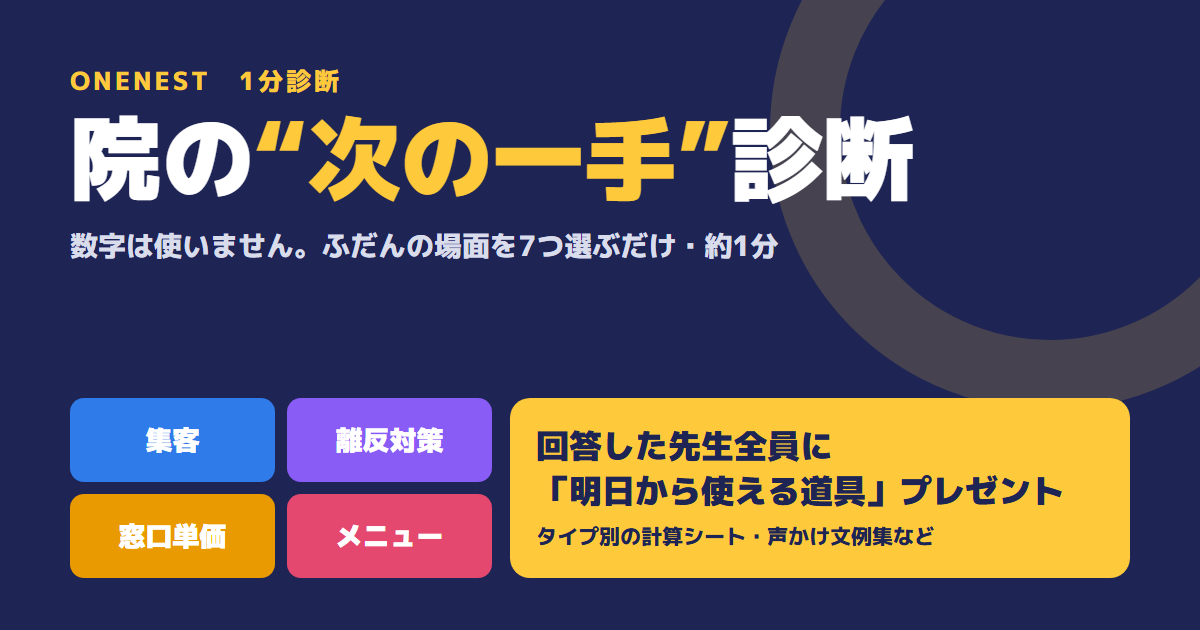 ONENEST　1分診断
院の“次の一手”診断
数字は使いません。ふだんの場面を7つ選ぶだけ・約1分
集客
離反対策
窓口単価
メニュー
回答した先生全員に
「明日から使える道具」プレゼント
タイプ別の計算シート・声かけ文例集など